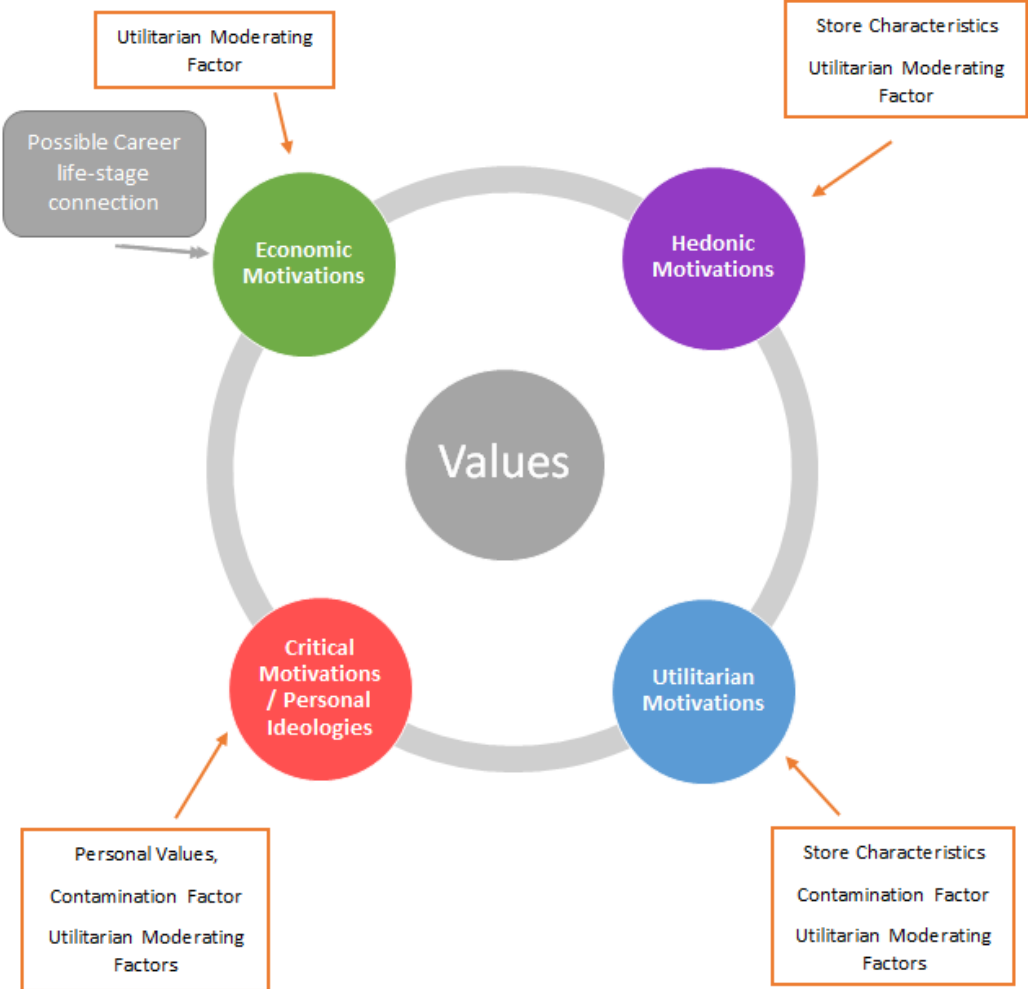 Utilitarian Moderating
Factor
Store Characteristics
Utilitarian Moderating
Factor
Possible Career
life-stage
connection
Economic
Motivations
Hedonic
Motivations
Values
Critical
Motivations
/ Personal
Ideologies
Utilitarian
Motivations
Personal Values,
Contamination Factor
Utilitarian Moderating
Factors
Store Characteristics
Contamination Factor
Utilitarian Moderating
Factors